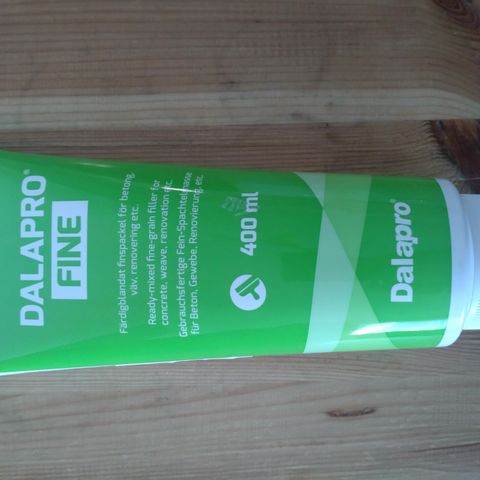 DALAPRO®
FINE
Färdigblandat finspackel för betong,
väv, renovering etc.
Ready-mixed fine-grain filler for
concrete, weave, renovation etc.
Gebrauchsfertige Fein-Spachtelmasse
für Beton, Gewebe, Renovierung, etc.
400 ml
Dalapro®